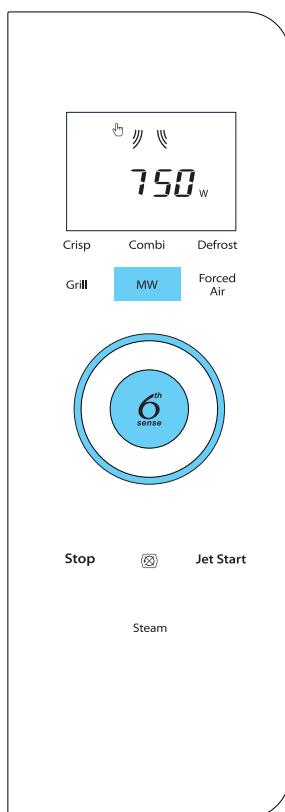 750 W
Crisp Combi Defrost
Grill MW Forced
Air
6th
sense
Stop Jet Start
Steam